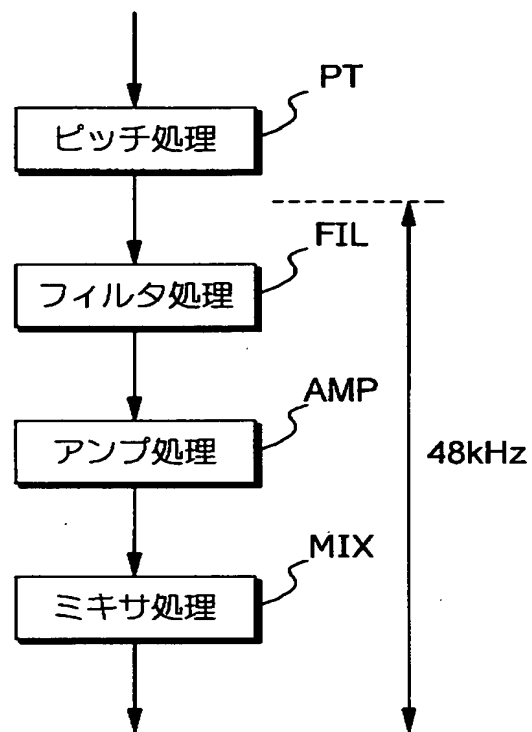 PT
ピッチ処理
FIL
フィルタ処理
AMP
アンプ処理
48kHz
MIX
ミキサ処理